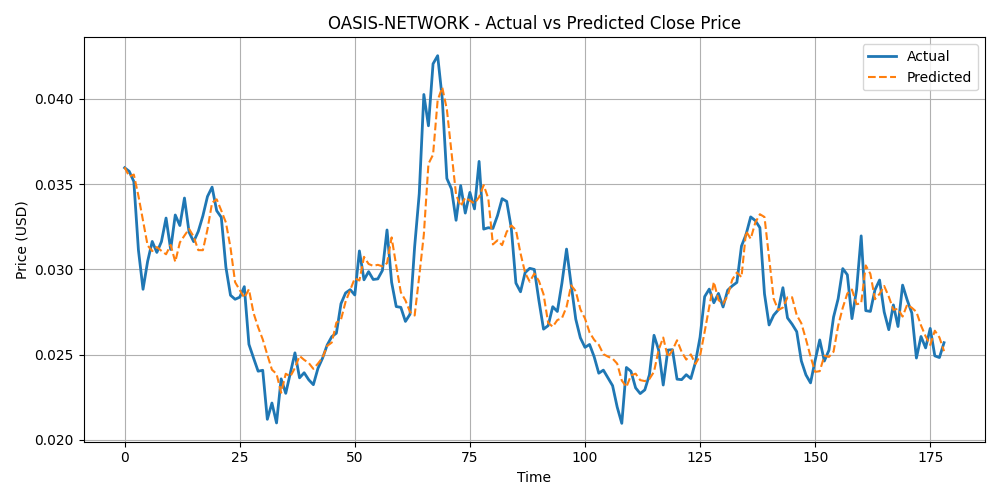 OASIS-NETWORK - Actual vs Predicted Close Price
Actual
Predicted
Price (USD)
0.040
0.035
0.030
0.025
0.020
0 25 50 75 100 125 150 175
Time